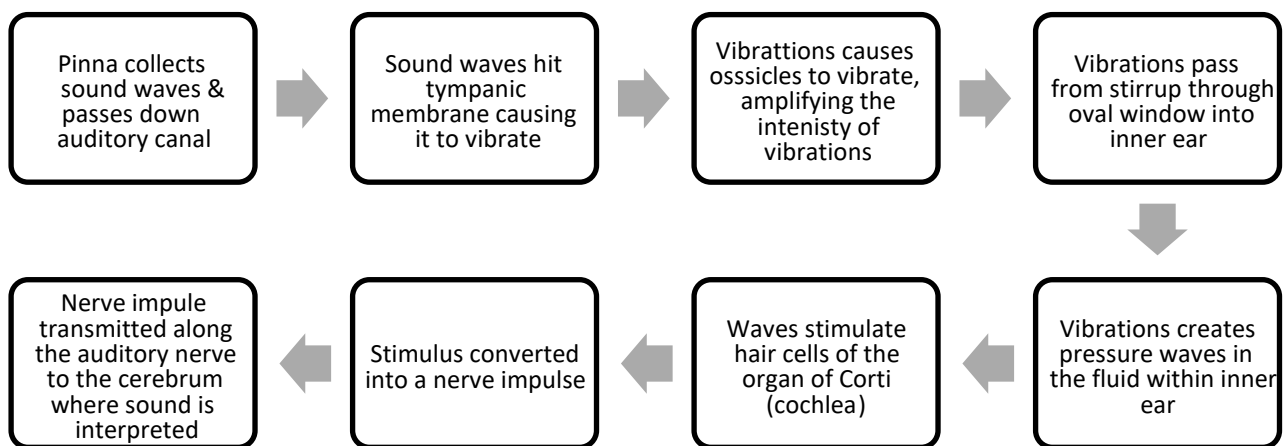 Pinna collects
sound waves &
passes down
auditory canal
Sound waves hit
tympanic
membrane causing
it to vibrate
Vibrattions causes
osssicles to vibrate,
amplifying the
intenisty of
vibrations
Vibrations pass
from stirrup through
oval window into
inner ear
Vibrations creates
pressure waves in
the fluid within inner
ear
Waves stimulate
hair cells of the
organ of Corti
(cochlea)
Stimulus converted
into a nerve impulse
Nerve impule
transmitted along
the auditory nerve
to the cerebrum
where sound is
interpreted